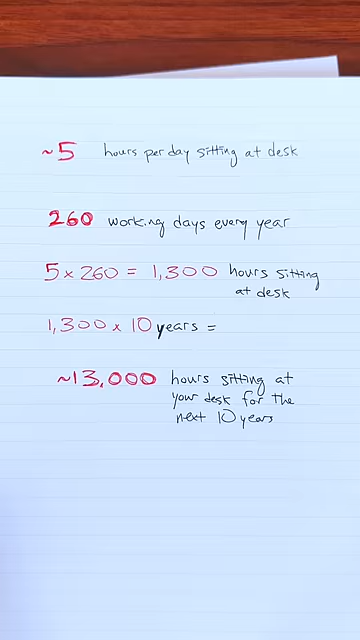 ~5 hours per day sitting at desk
260 working days every year
5 x 260 = 1,300 hours sitting
at desk
1,300 x 10 years =
~13,000 hours sitting at
your desk for the
next 10 years